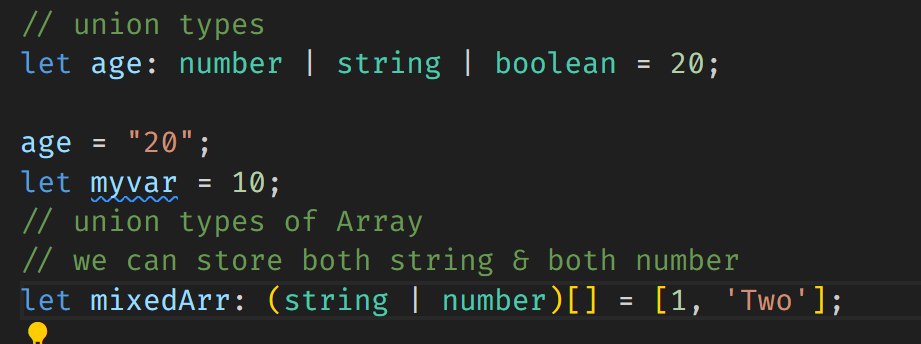 // union types
let age: number | string | boolean = 20;
age = "20";
let myvar = 10;
// union types of Array
// we can store both string & both number
let mixedArr: (string | number)[] = [1, 'Two'];